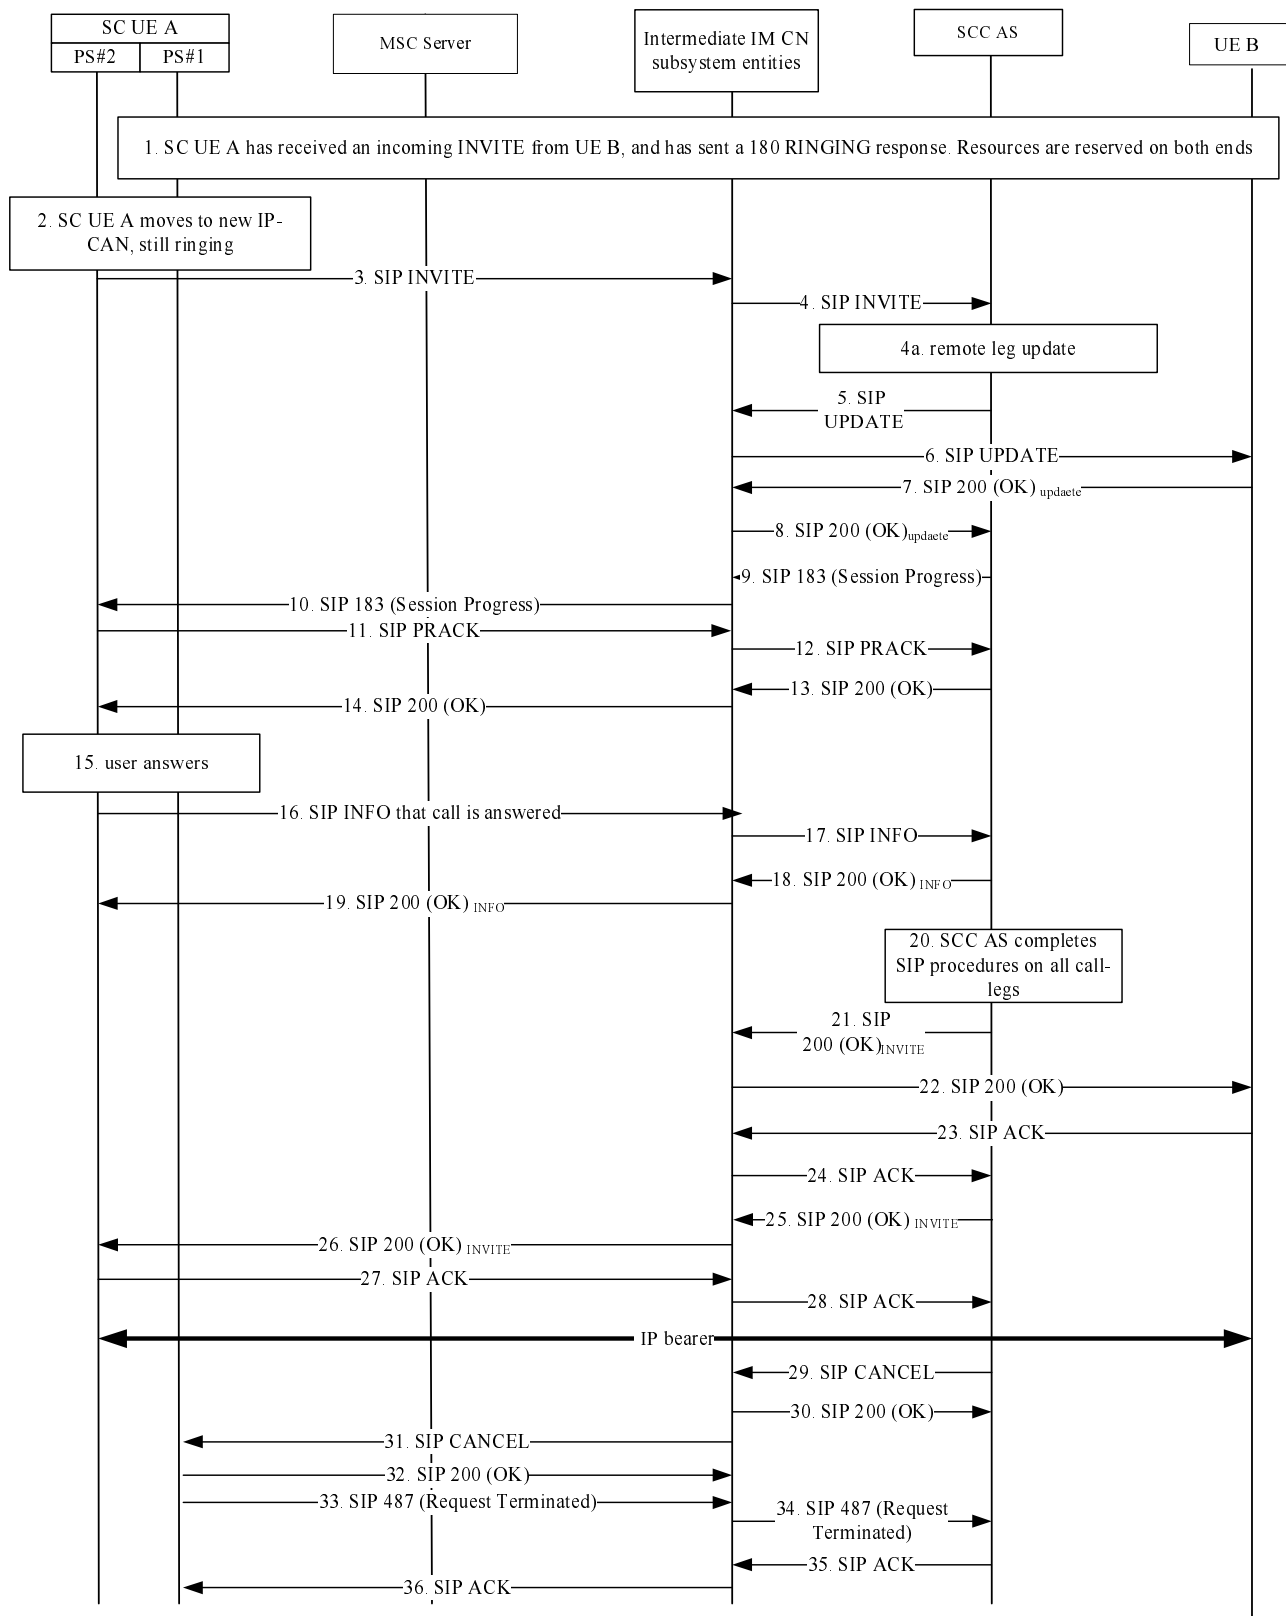 SC UE A
PS#2
PS#1
MSC Server
Intermediate IM CN
subsystem entities
SCC AS
UE B
1. SC UE A has received an incoming INVITE from UE B, and has sent a 180 RINGING response. Resources are reserved on both ends
2. SC UE A moves to new IP-
CAN, still ringing
3. SIP INVITE
4. SIP INVITE
4a. remote leg update
5. SIP
UPDATE
6. SIP UPDATE
7. SIP 200 (OK) updaete
8. SIP 200 (OK)updaete
9. SIP 183 (Session Progress)
10. SIP 183 (Session Progress)
11. SIP PRACK
12. SIP PRACK
13. SIP 200 (OK)
14. SIP 200 (OK)
15. user answers
16. SIP INFO that call is answered
17. SIP INFO
18. SIP 200 (OK) INFO
19. SIP 200 (OK) INFO
20. SCC AS completes
SIP procedures on all call-
legs
21. SIP
200 (OK)INVITE
22. SIP 200 (OK)
23. SIP ACK
24. SIP ACK
25. SIP 200 (OK) INVITE
26. SIP 200 (OK) INVITE
27. SIP ACK
28. SIP ACK
IP bearer
29. SIP CANCEL
30. SIP 200 (OK)
31. SIP CANCEL
32. SIP 200 (OK)
33. SIP 487 (Request Terminated)
34. SIP 487 (Request
Terminated)
35. SIP ACK
36. SIP ACK